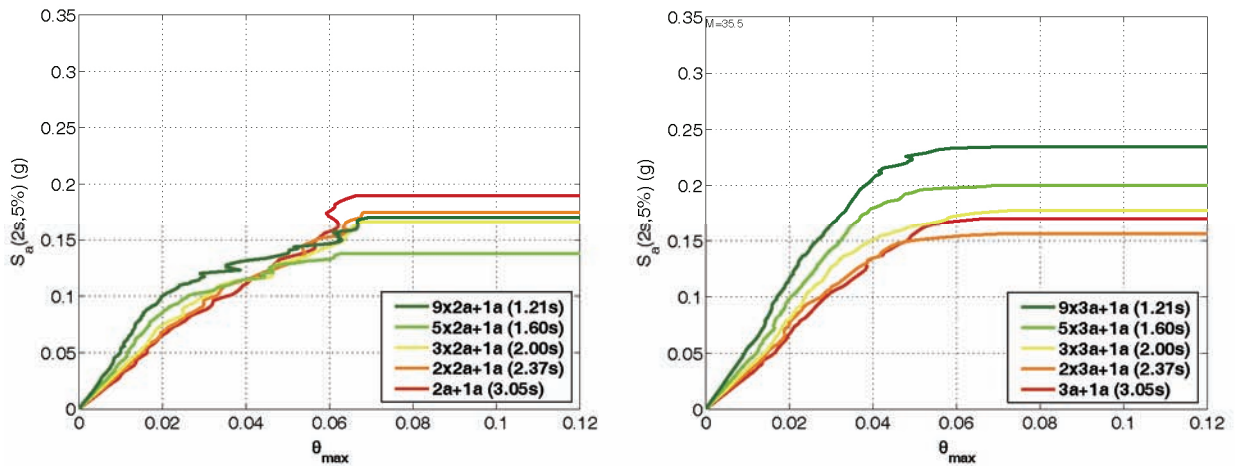 0.35
0.3
0.25
0.2
0.15
0.1
0.05
0
Sa(2s,5%) (g)
0 0.02 0.04 0.06 0.08 0.1 0.12
θmax
9x2a+1a (1.21s)
5x2a+1a (1.60s)
3x2a+1a (2.00s)
2x2a+1a (2.37s)
2a+1a (3.05s)
M=35.5
0.35
0.3
0.25
0.2
0.15
0.1
0.05
0
Sa(2s,5%) (g)
0 0.02 0.04 0.06 0.08 0.1 0.12
θmax
9x3a+1a (1.21s)
5x3a+1a (1.60s)
3x3a+1a (2.00s)
2x3a+1a (2.37s)
3a+1a (3.05s)